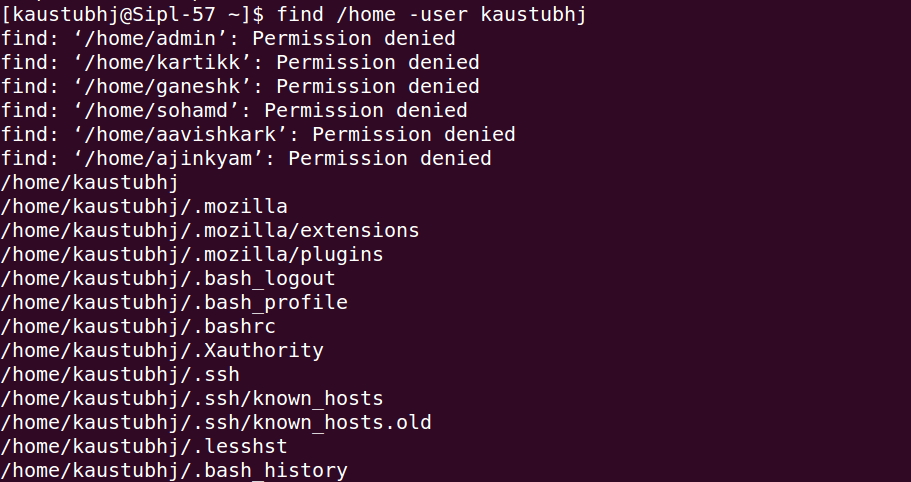 [kaustubhj@Sipl-57 ~]$ find /home -user kaustubhj
find: ‘/home/admin’: Permission denied
find: ‘/home/kartikk’: Permission denied
find: ‘/home/ganeshk’: Permission denied
find: ‘/home/sohamd’: Permission denied
find: ‘/home/aavishkark’: Permission denied
find: ‘/home/ajinkyam’: Permission denied
/home/kaustubhj
/home/kaustubhj/.mozilla
/home/kaustubhj/.mozilla/extensions
/home/kaustubhj/.mozilla/plugins
/home/kaustubhj/.bash_logout
/home/kaustubhj/.bash_profile
/home/kaustubhj/.bashrc
/home/kaustubhj/.Xauthority
/home/kaustubhj/.ssh
/home/kaustubhj/.ssh/known_hosts
/home/kaustubhj/.ssh/known_hosts.old
/home/kaustubhj/.lesshst
/home/kaustubhj/.bash_history